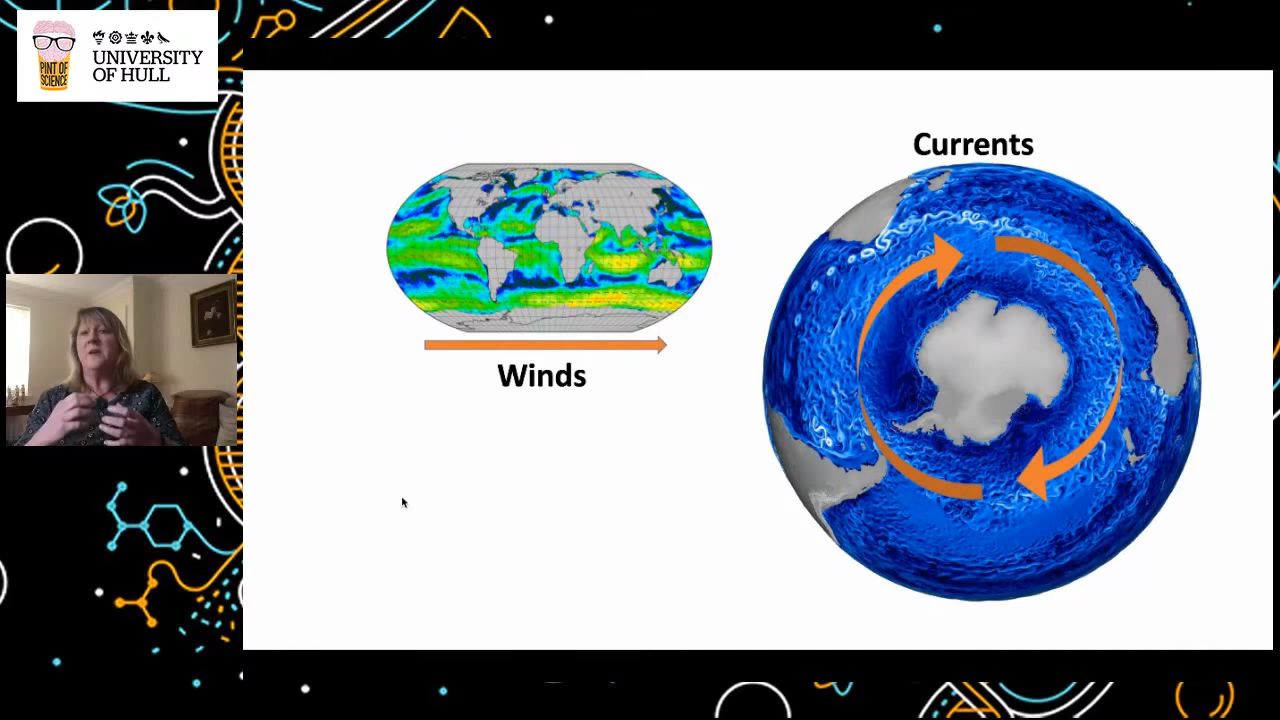 PINT OF
SCIENCE
UNIVERSITY
OF HULL
Currents
Winds